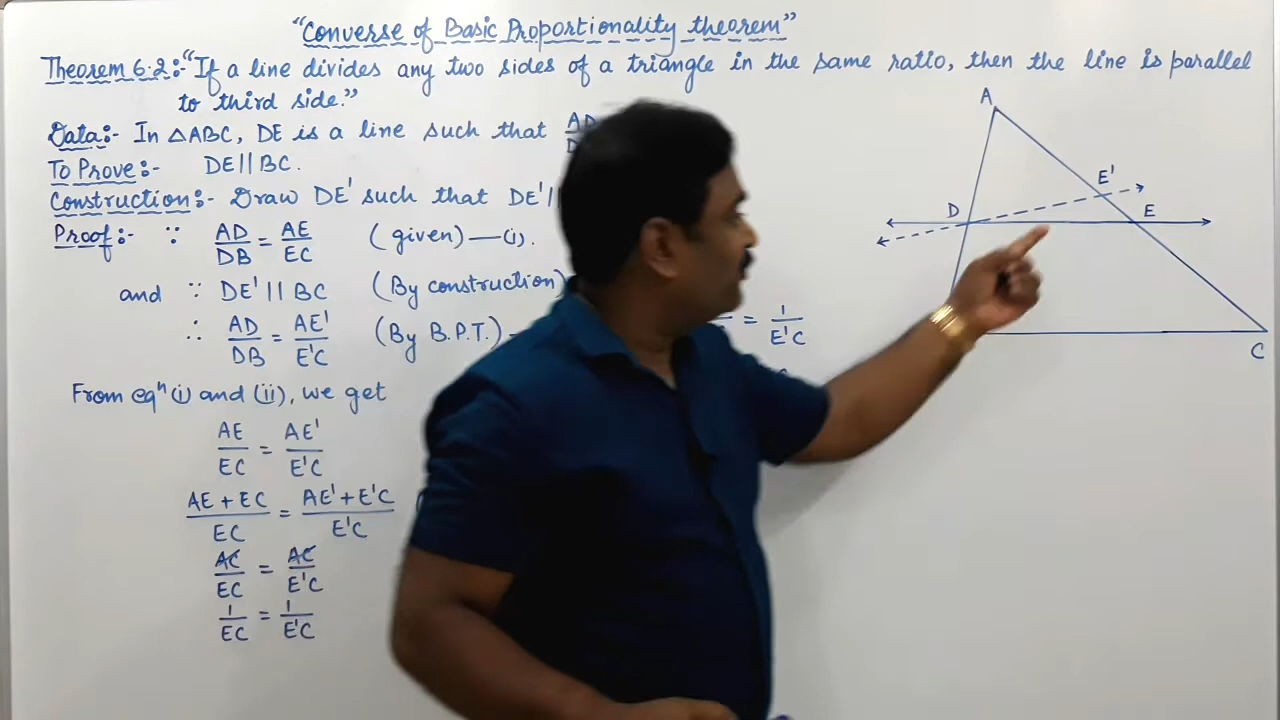 "Converse of Basic Proportionality theorem"
Theorem 6.2:- "If a line divides any two sides of a triangle in the same ratio, then the line is parallel
to third side."
Data:- In △ABC, DE is a line such that AD
To Prove:- DE||BC.
Construction:- Draw DE' such that DE'||
Proof:- ∵ AD/DB = AE/EC (given) — (i).
and ∵ DE' || BC (By construction)
∴ AD/DB = AE'/E'C (By B.P.T.) -
From eqⁿ (i) and (ii), we get
AE/EC = AE'/E'C
AE + EC/EC = AE' + E'C/E'C
AC/EC = AC/E'C
1/EC = 1/E'C
= 1/E'C
A
E'
D
E
C